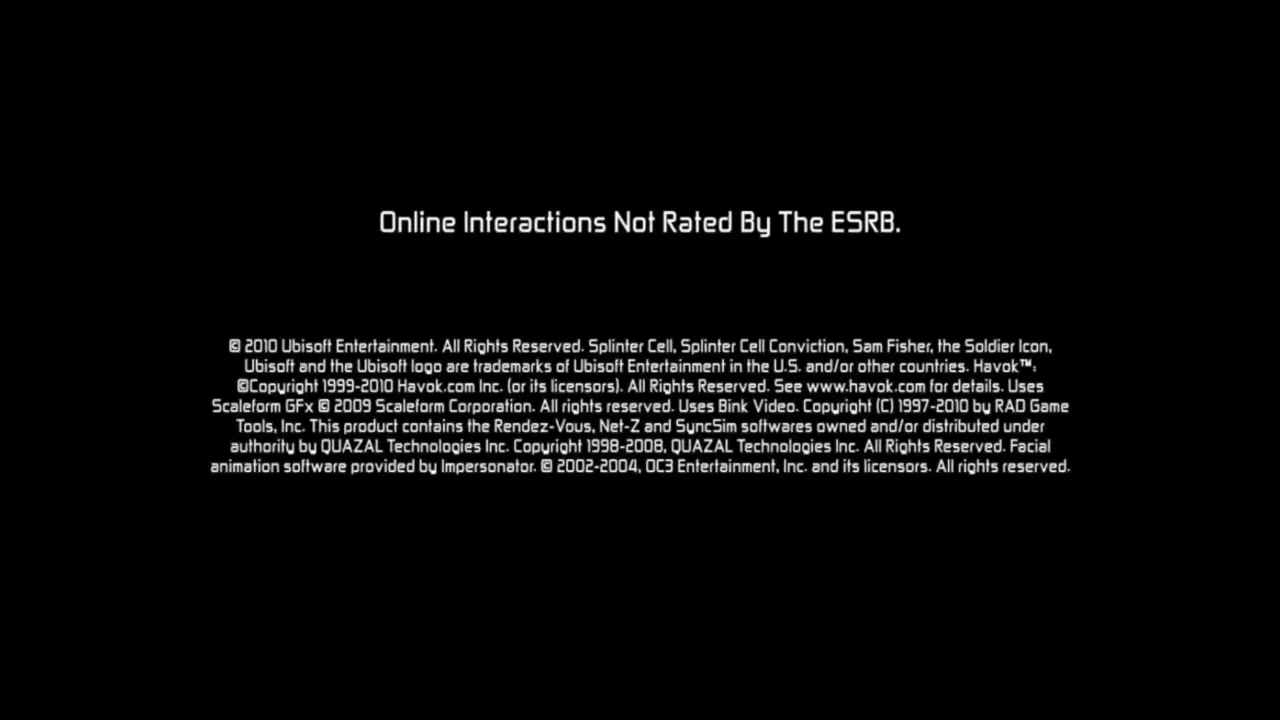 Online Interactions Not Rated By The ESRB.
© 2010 Ubisoft Entertainment. All Rights Reserved. Splinter Cell, Splinter Cell Conviction, Sam Fisher, the Soldier Icon,
Ubisoft and the Ubisoft logo are trademarks of Ubisoft Entertainment in the U.S. and/or other countries. Havok™:
©Copyright 1999-2010 Havok.com Inc. (or its licensors). All Rights Reserved. See www.havok.com for details. Uses
Scaleform GFx © 2009 Scaleform Corporation. All rights reserved. Uses Bink Video. Copyright (C) 1997-2010 by RAD Game
Tools, Inc. This product contains the Rendez-Vous, Net-Z and SyncSim softwares owned and/or distributed under
authority by QUAZAL Technologies Inc. Copyright 1998-2008, QUAZAL Technologies Inc. All Rights Reserved. Facial
animation software provided by Impersonator. © 2002-2004, OC3 Entertainment, Inc. and its licensors. All rights reserved.